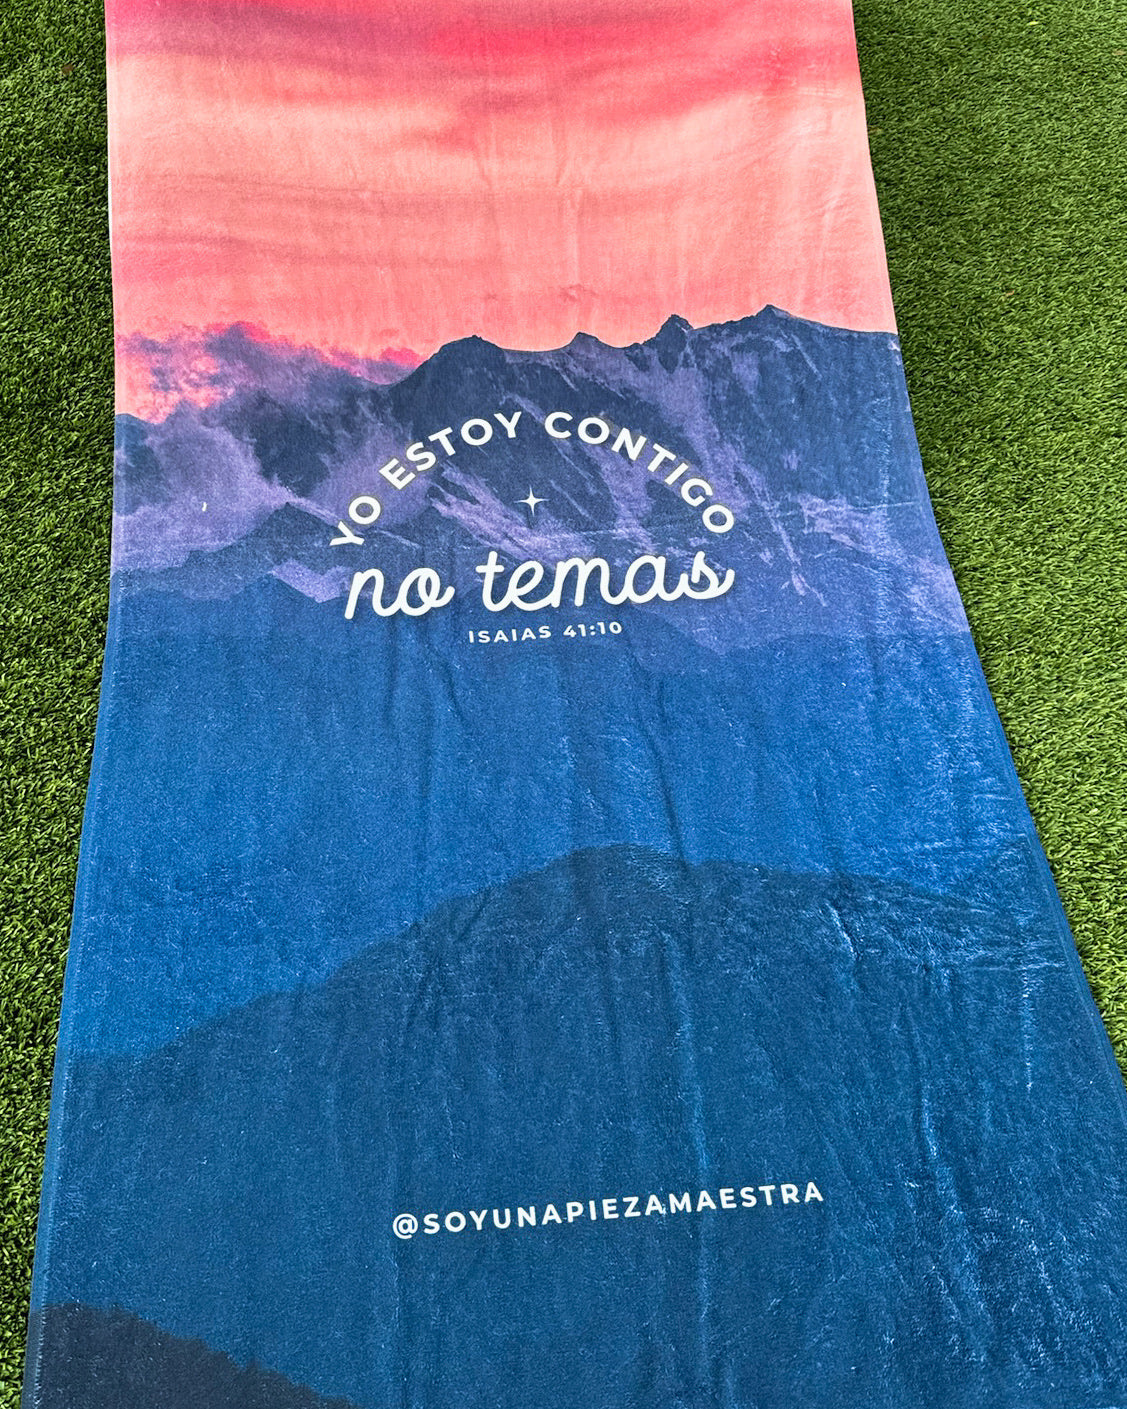 YO ESTOY CONTIGO
no temas
ISAIAS 41:10
@SOYUNAPIEZAMAESTRA